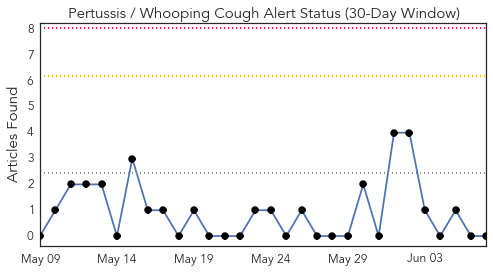 Pertussis / Whooping Cough Alert Status (30-Day Window)
Articles Found
8
7
6
5
4
3
2
1
0
May 09
May 14
May 19
May 24
May 29
Jun 03